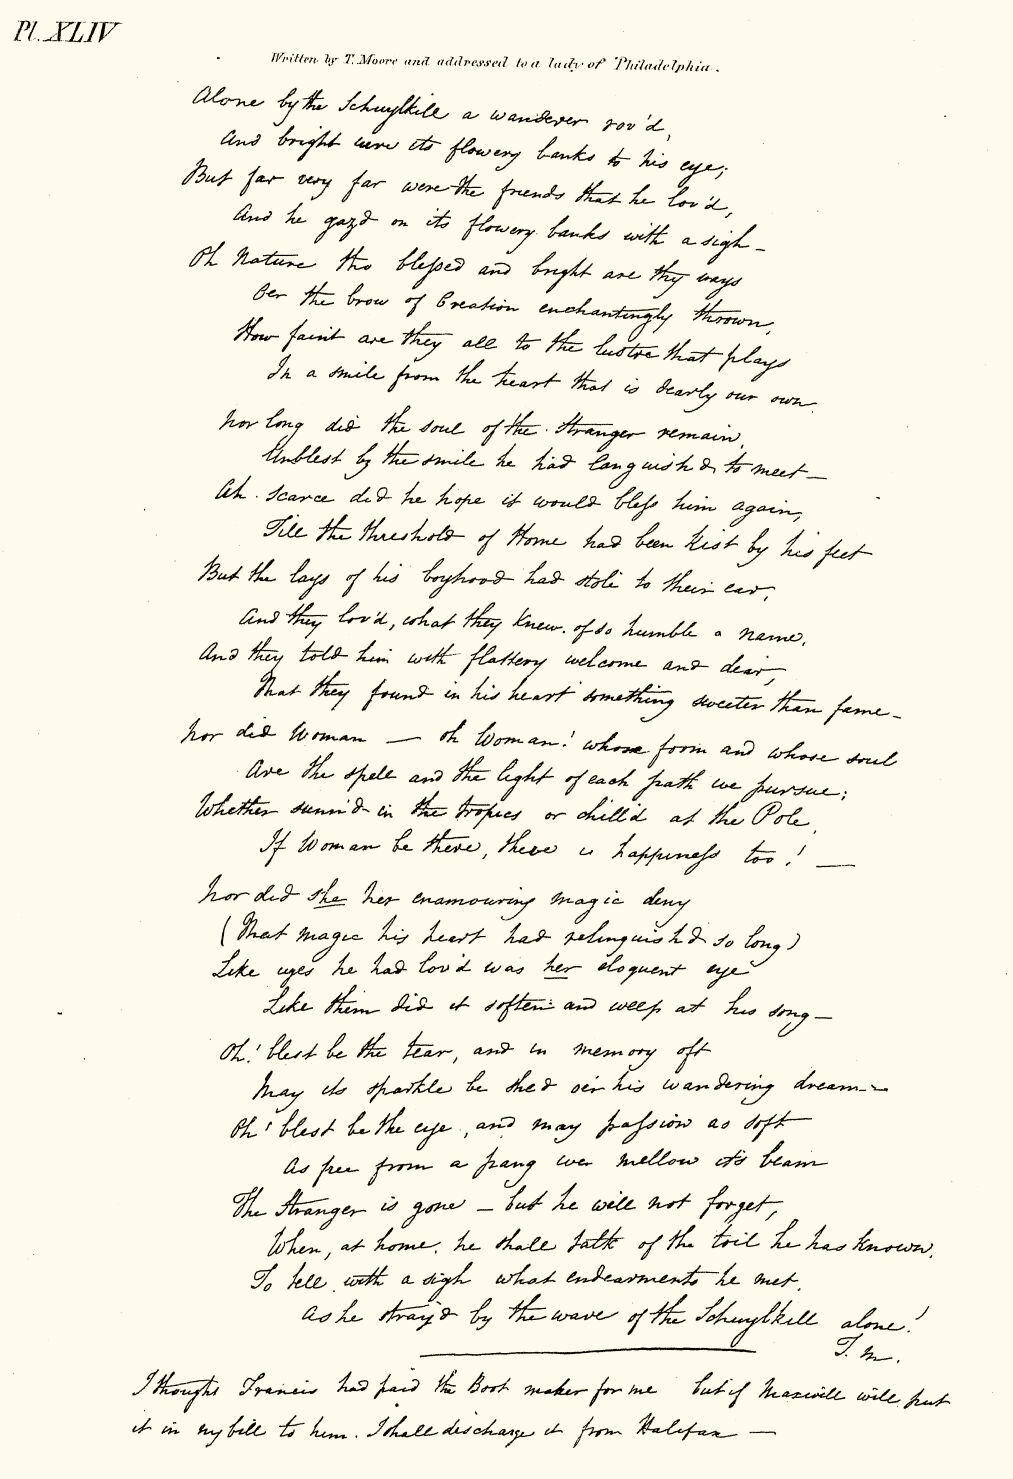 Pl. XLIV
Written by T. Moore and addressed to a lady of Philadelphia.
Alone by the Schuylkill a wanderer rov'd,
And bright were its flowery banks to his eye;
But far very far were the friends that he lov'd,
And he gaz'd on its flowery banks with a sigh —
Oh Nature tho blessed and bright are thy rays
Oer the brow of Creation enchantingly thrown,
How faint are they all to the lustre that plays
In a smile from the heart that is dearly our own.
Nor long did the soul of the Stranger remain,
Unblest by the smile he had languish'd to meet —
Ah. scarce did he hope it would bless him again,
Till the threshold of Home had been kist by his feet
But the lays of his boyhood had stole to their ear,
And they lov'd, what they knew. of so humble a name,
And they told him with flattery welcome and dear,
That they found in his heart something sweeter than fame —
Nor did Woman — oh Woman! whose form and whose soul
Are the spell and the light of each path we pursue;
Whether sunn'd in the tropics or chill'd at the Pole,
If Woman be there, there is happiness too! —
Nor did she her enamouring magic deny
(That magic his heart had relinquish'd so long)
Like eyes he had lov'd was her eloquent eye
Like them did it soften and weep at his song —
Oh! blest be the tear, and in memory oft
May its sparkle be shed o'er his wandering dream —
Oh! blest be the eye, and may passion as soft
As free from a pang ever mellow its beam
The Stranger is gone — but he will not forget,
When, at home. he shall talk of the toil he has known,
To tell with a sigh what endearments he met,
As he stray'd by the wave of the Schuylkill alone!
T. M.
I thought Francis had paid the Boot maker for me but if Maxwell will put
it in my bill to him. I shall discharge it from Halifax —